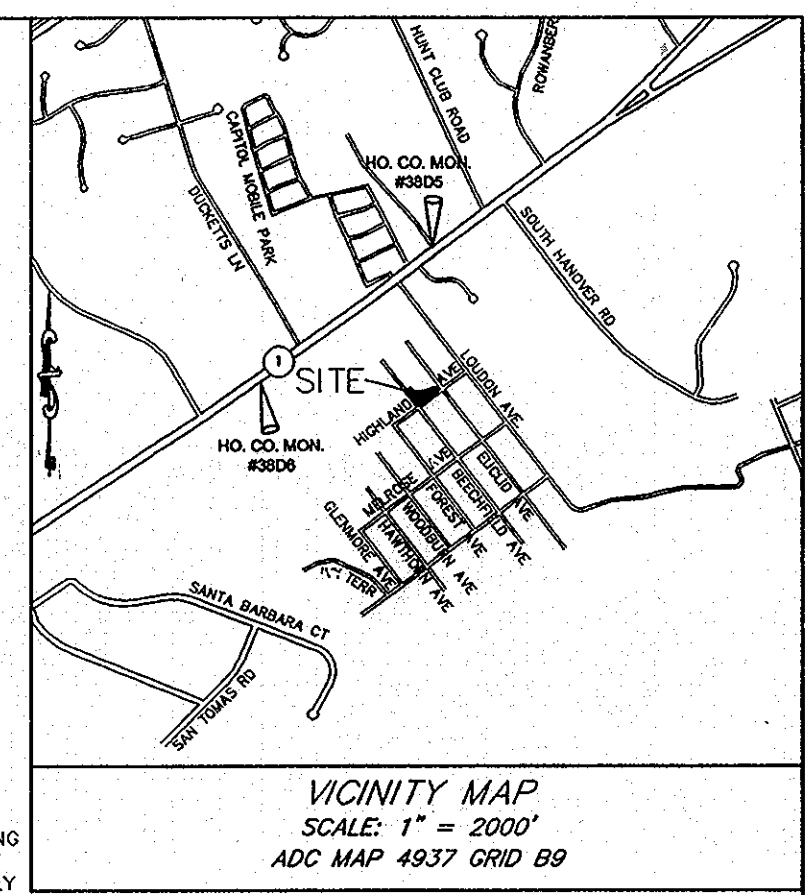 HUNT CLUB ROAD
ROWANBER
CAPITOL MOBILE PARK
HO. CO. MON.
#38D5
DUCKETTS LN
SOUTH HANOVER RD
1
SITE
LOUDON AVE
HIGHLAND AVE
HO. CO. MON.
#38D6
MELROSE AVE
EUCLID AVE
BEECHFIELD AVE
FOREST AVE
WOODBURN AVE
HAWTHORN AVE
GLENMORE AVE
TERR
SANTA BARBARA CT
SAN TOMAS RD
VICINITY MAP
SCALE: 1" = 2000'
ADC MAP 4937 GRID B9
NG
RY